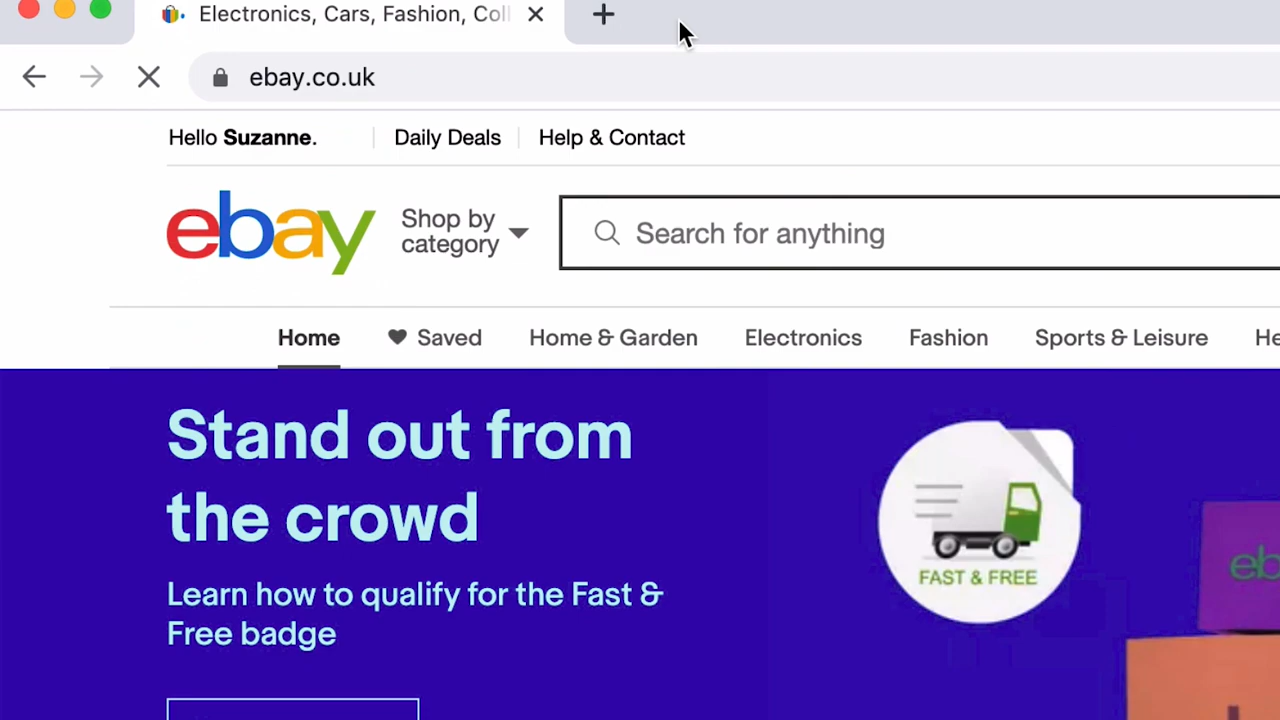 Electronics, Cars, Fashion, Col
ebay.co.uk
Hello Suzanne.
Daily Deals
Help & Contact
ebay
Shop by
category
Search for anything
Home
Saved
Home & Garden
Electronics
Fashion
Sports & Leisure
He
Stand out from
the crowd
Learn how to qualify for the Fast &
Free badge
FAST & FREE
eb